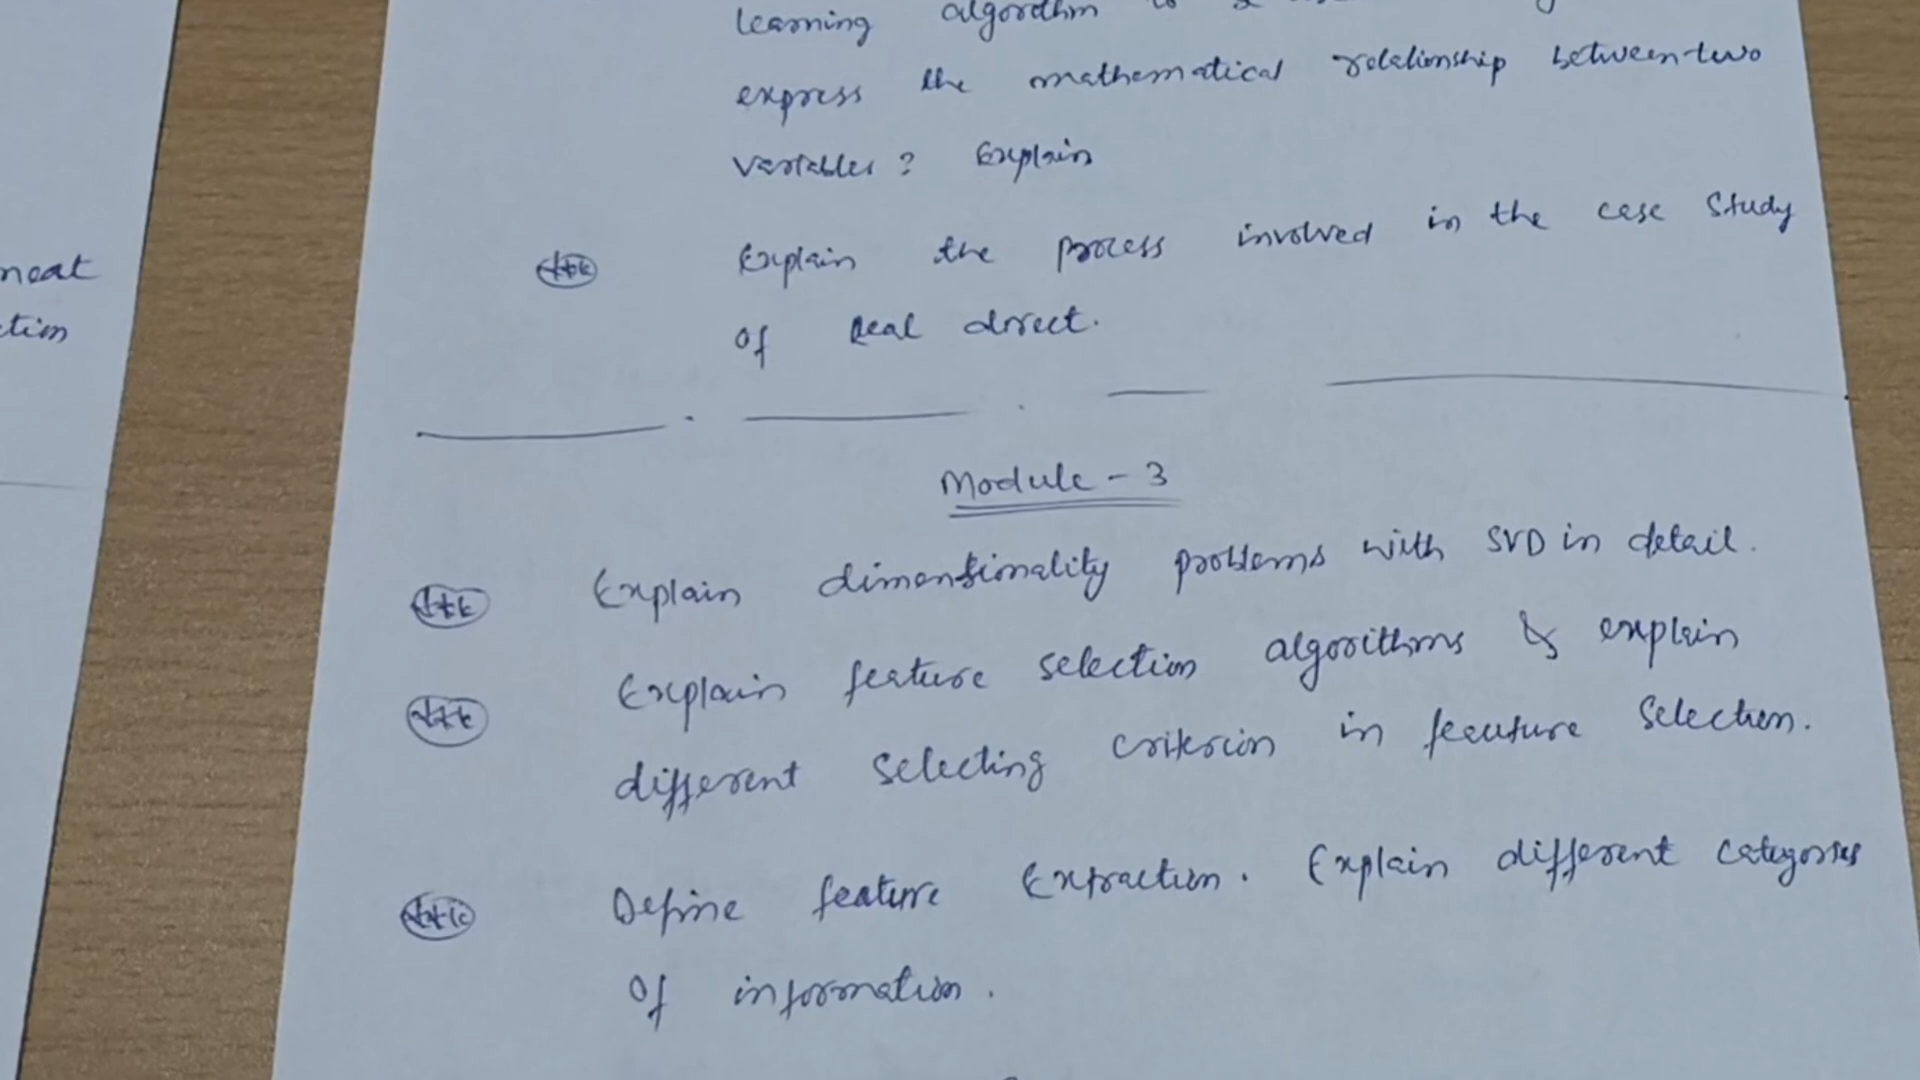 learning algorithm
express the mathematical relationship between two
variables? Explain
Explain the process involved in the case study
of Real direct.
neat
ction
Module - 3
Explain dimensionality problems with SVD in detail.
Explain feature selection algorithms & explain
different selecting criterion in feature selection.
Define feature Extraction. Explain different categories
of information.